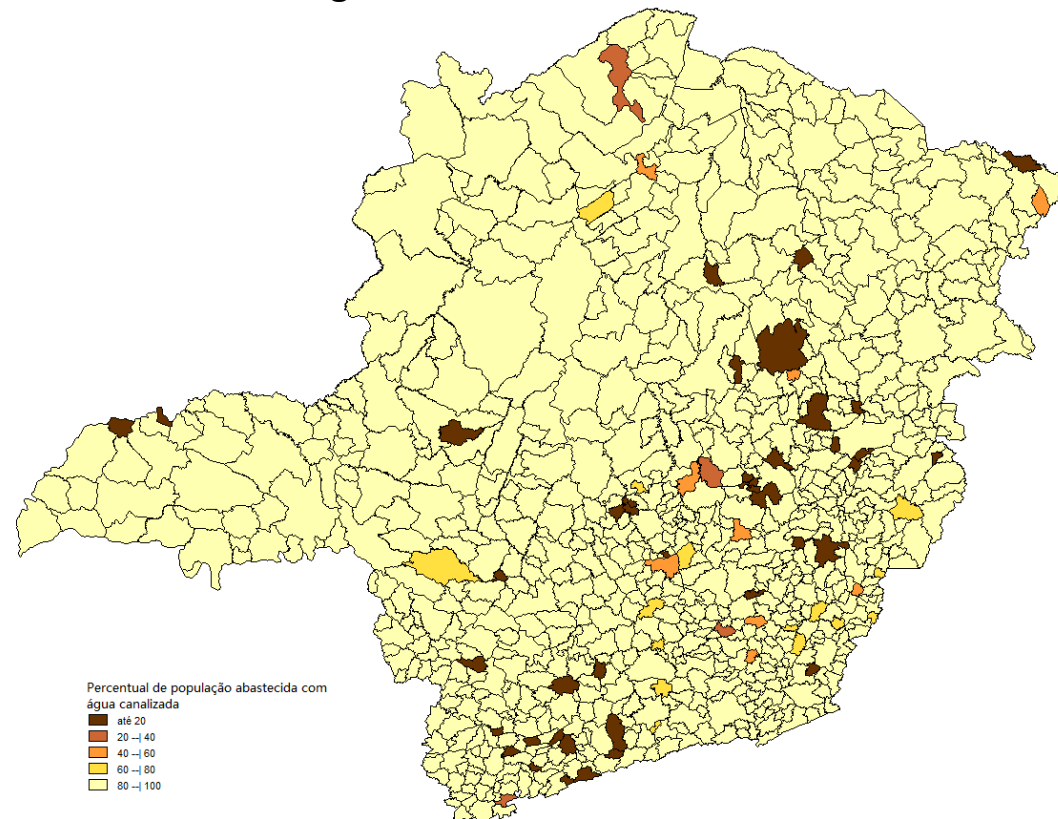 Percentual de população abastecida com
água canalizada
até 20
20 --| 40
40 --| 60
60 --| 80
80 --| 100